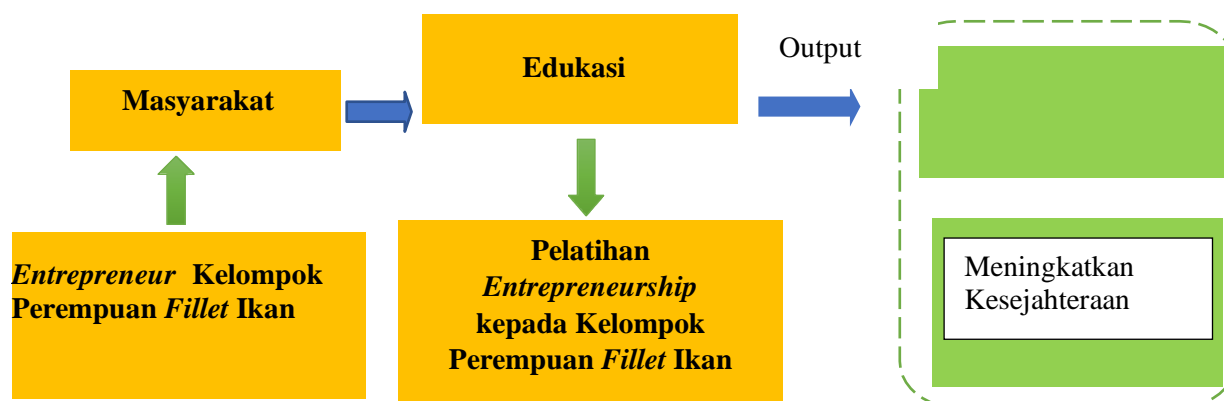 Masyarakat
Edukasi
Output
Entrepreneur Kelompok
Perempuan Fillet Ikan
Pelatihan
Entrepreneurship
kepada Kelompok
Perempuan Fillet Ikan
Meningkatkan
Kesejahteraan